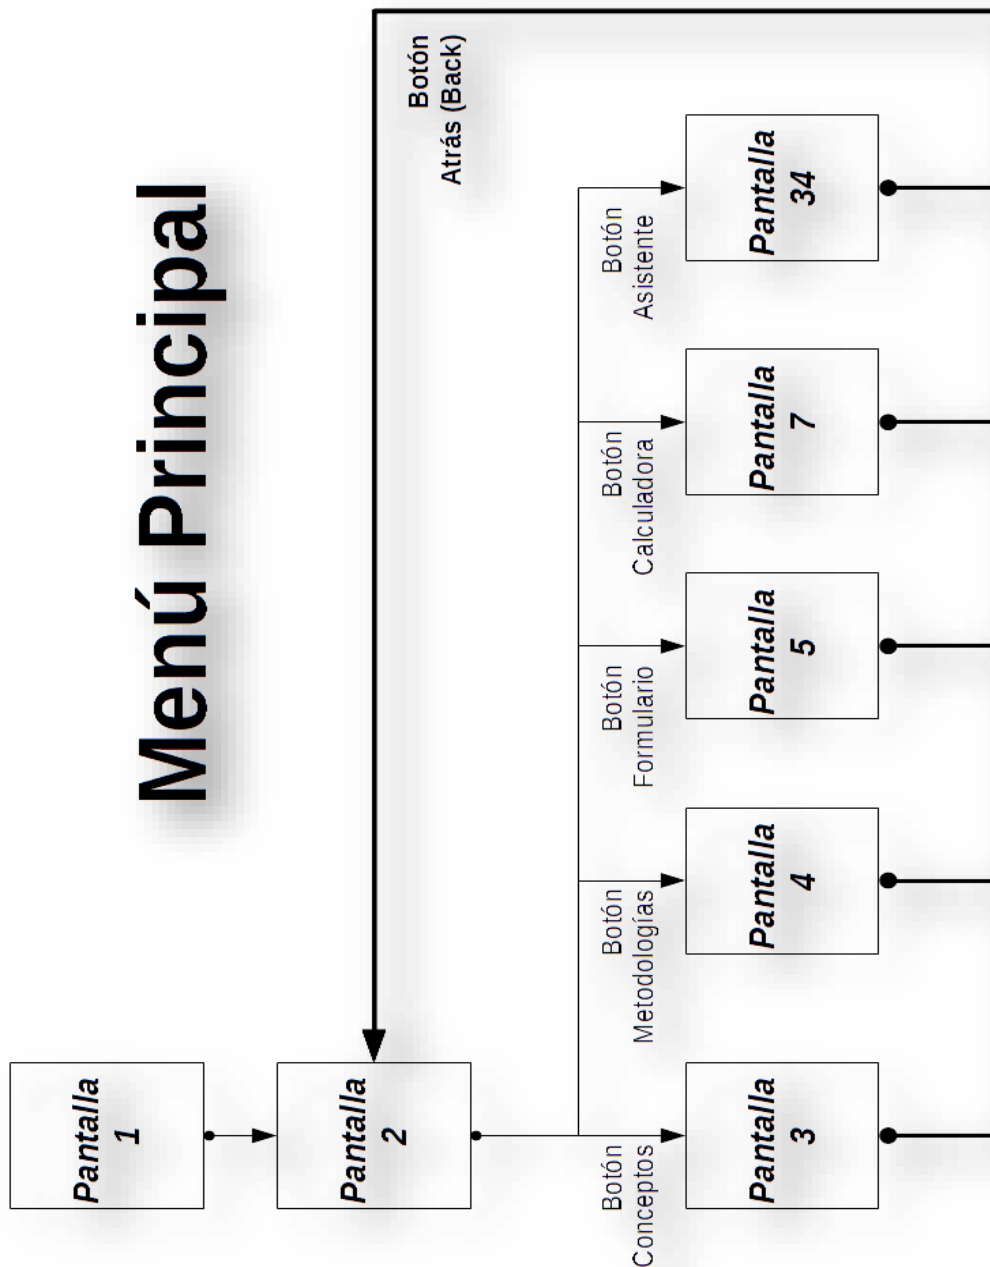 Menú Principal
Botón
Atrás (Back)
Pantalla
1
Pantalla
2
Botón
Conceptos
Botón
Metodologías
Botón
Formulario
Botón
Calculadora
Botón
Asistente
Pantalla
3
Pantalla
4
Pantalla
5
Pantalla
7
Pantalla
34